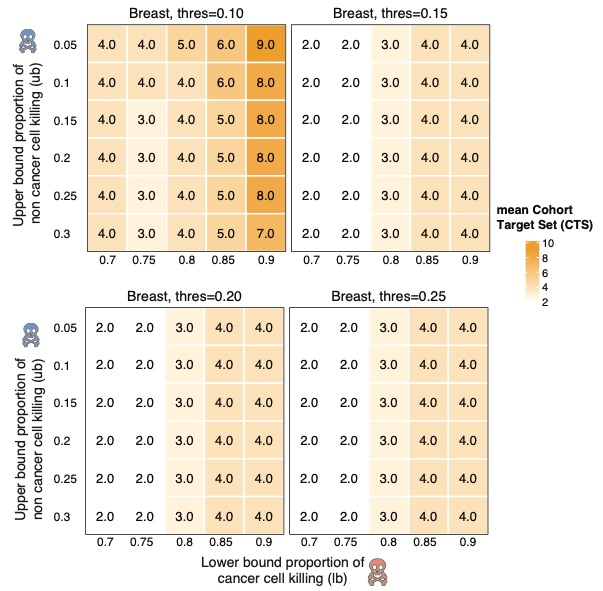 Breast, thres=0.10 Breast, thres=0.15
Upper bound proportion of
non cancer cell killing (ub)
0.05 4.0 4.0 5.0 6.0 9.0 2.0 2.0 3.0 4.0 4.0
0.1 4.0 4.0 4.0 6.0 8.0 2.0 2.0 3.0 4.0 4.0
0.15 4.0 3.0 4.0 5.0 8.0 2.0 2.0 3.0 4.0 4.0
0.2 4.0 3.0 4.0 5.0 8.0 2.0 2.0 3.0 4.0 4.0
0.25 4.0 3.0 4.0 5.0 8.0 2.0 2.0 3.0 4.0 4.0
0.3 4.0 3.0 4.0 5.0 7.0 2.0 2.0 3.0 4.0 4.0
0.7 0.75 0.8 0.85 0.9 0.7 0.75 0.8 0.85 0.9
mean Cohort
Target Set (CTS)
10
8
6
4
2
Breast, thres=0.20 Breast, thres=0.25
Upper bound proportion of
non cancer cell killing (ub)
0.05 2.0 2.0 3.0 4.0 4.0 2.0 2.0 3.0 4.0 4.0
0.1 2.0 2.0 3.0 4.0 4.0 2.0 2.0 3.0 4.0 4.0
0.15 2.0 2.0 3.0 4.0 4.0 2.0 2.0 3.0 4.0 4.0
0.2 2.0 2.0 3.0 4.0 4.0 2.0 2.0 3.0 4.0 4.0
0.25 2.0 2.0 3.0 4.0 4.0 2.0 2.0 3.0 4.0 4.0
0.3 2.0 2.0 3.0 4.0 4.0 2.0 2.0 3.0 4.0 4.0
0.7 0.75 0.8 0.85 0.9 0.7 0.75 0.8 0.85 0.9
Lower bound proportion of
cancer cell killing (lb)